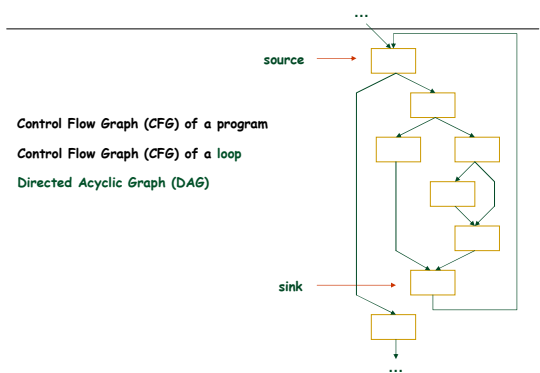 ...
source
Control Flow Graph (CFG) of a program
Control Flow Graph (CFG) of a loop
Directed Acyclic Graph (DAG)
sink
...